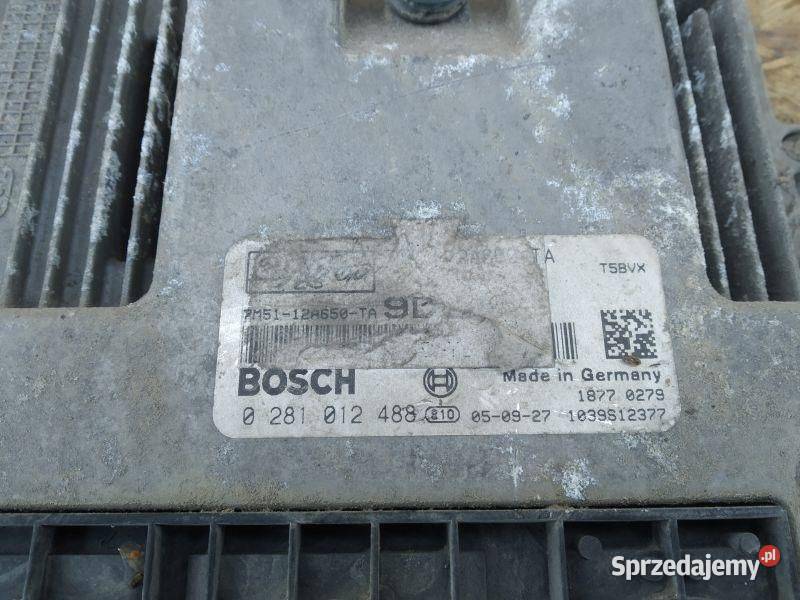 TA
T5BVX
7M51-12A650-TA
BOSCH
Made in Germany
1877 0279
0 281 012 488 810 05-09-27 1039S12377
Sprzedajemy.pl